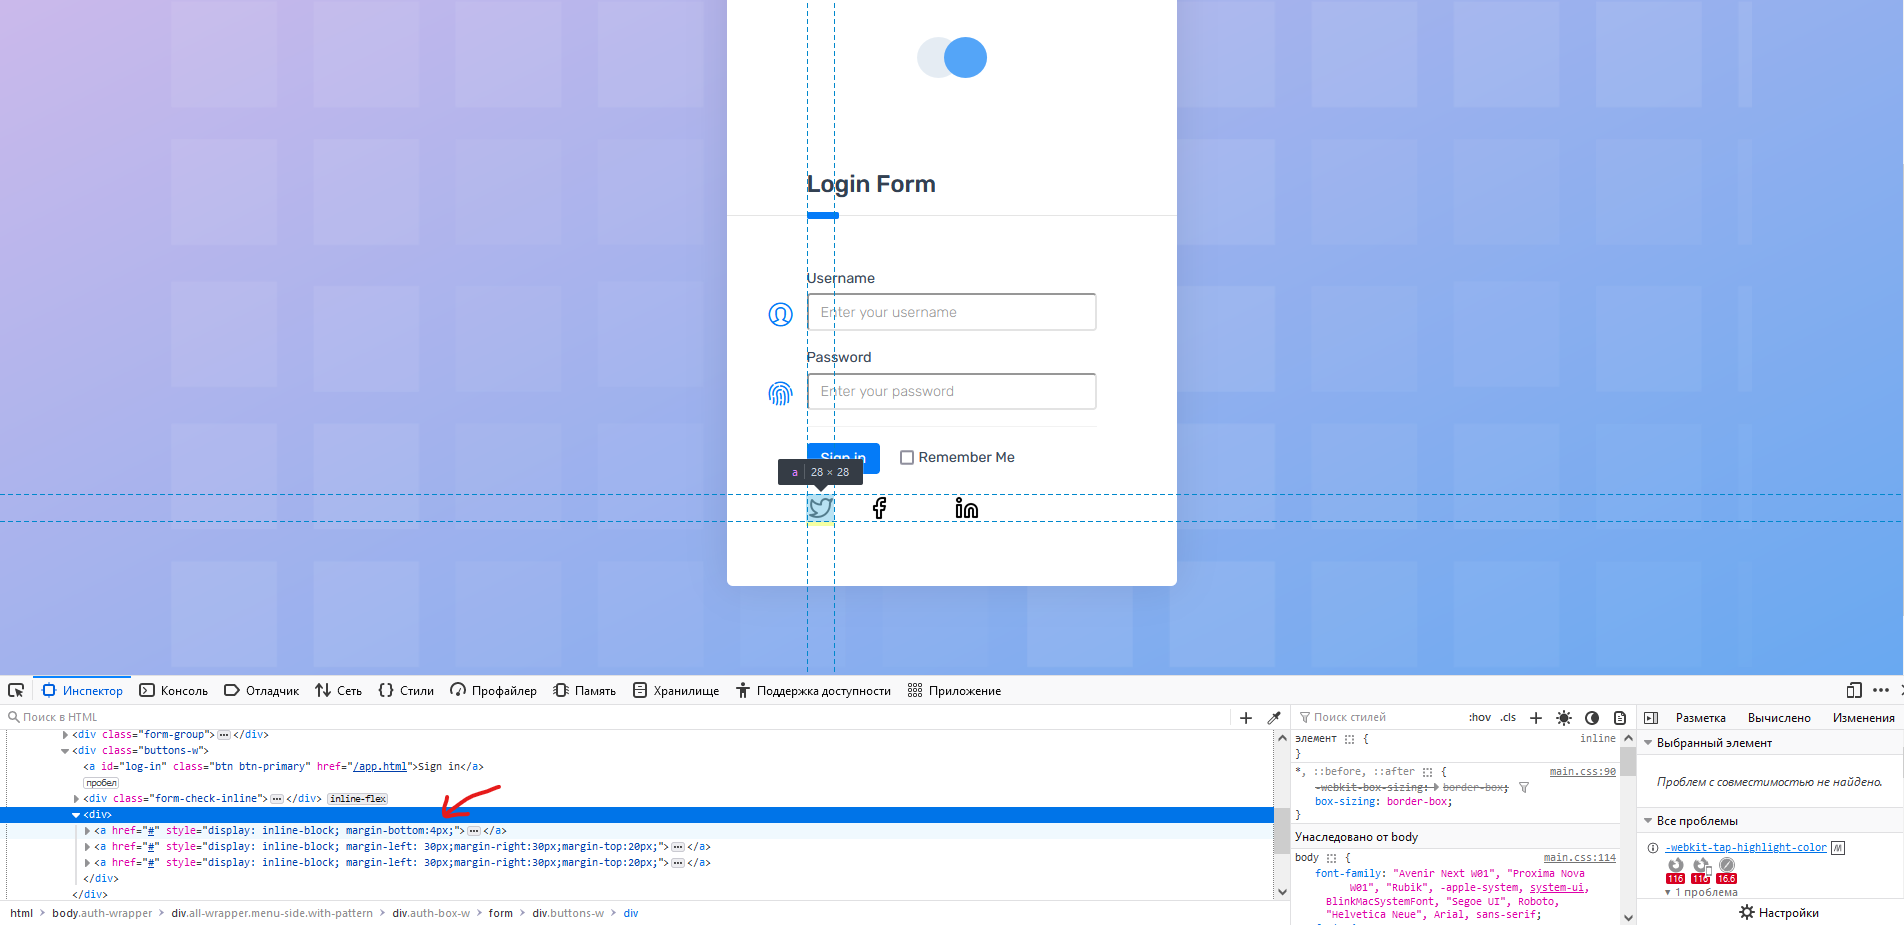 Login Form
Username
Enter your username
Password
Enter your password
Sign in
Remember Me
a 28 × 28
Инспектор Консоль Отладчик Сеть Стили Профайлер Память Хранилище Поддержка доступности Приложение
Поиск в HTML
<div class="form-group"></div>
<div class="buttons-w">
<a id="log-in" class="btn btn-primary" href="/app.html">Sign in</a>
пробел
<div class="form-check-inline"></div> inline-flex
<div>
<a href="#" style="display: inline-block; margin-bottom:4px;"></a>
<a href="#" style="display: inline-block; margin-left: 30px;margin-right:30px;margin-top:20px;"></a>
<a href="#" style="display: inline-block; margin-left: 30px;margin-right:30px;margin-top:20px;"></a>
</div>
</div>
html > body.auth-wrapper > div.all-wrapper.menu-side.with-pattern > div.auth-box-w > form > div.buttons-w > div
Поиск стилей :hov .cls
элемент { inline
}
*, ::before, ::after { main.css:90
-webkit-box-sizing: border-box;
box-sizing: border-box;
}
Унаследовано от body
body { main.css:114
font-family: "Avenir Next W01", "Proxima Nova
W01", "Rubik", -apple-system, system-ui,
BlinkMacSystemFont, "Segoe UI", Roboto,
"Helvetica Neue", Arial, sans-serif;
Разметка Вычислено Изменения
Выбранный элемент
Проблем с совместимостью не найдено.
Все проблемы
-webkit-tap-highlight-color
116 116 16.6
1 проблема
Настройки